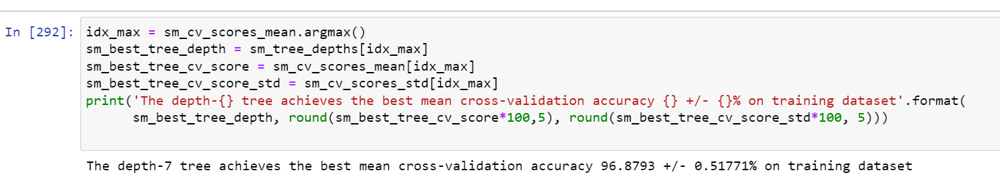 In [292]: idx_max = sm_cv_scores_mean.argmax()
sm_best_tree_depth = sm_tree_depths[idx_max]
sm_best_tree_cv_score = sm_cv_scores_mean[idx_max]
sm_best_tree_cv_score_std = sm_cv_scores_std[idx_max]
print('The depth-{} tree achieves the best mean cross-validation accuracy {} +/- {}% on training dataset'.format(
      sm_best_tree_depth, round(sm_best_tree_cv_score*100,5), round(sm_best_tree_cv_score_std*100, 5)))
The depth-7 tree achieves the best mean cross-validation accuracy 96.8793 +/- 0.51771% on training dataset